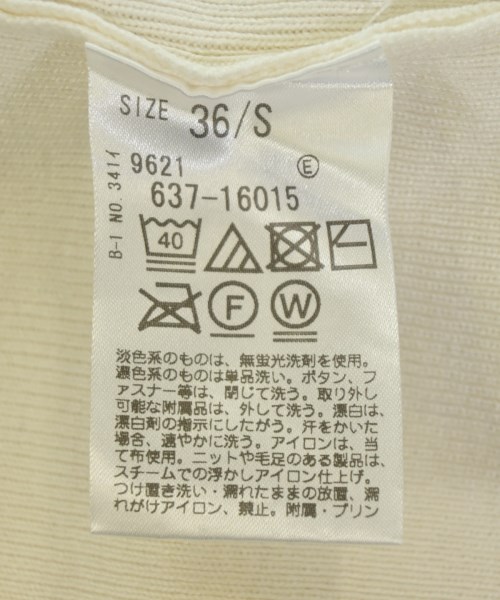 SIZE 36/S
B-1 NO. 341イ
9621 E
637-16015
40
F W
淡色系のものは、無蛍光洗剤を使用。
濃色系のものは単品洗い。ボタン、フ
ァスナー等は、閉じて洗う。取り外し
可能な附属品は、外して洗う。漂白は、
漂白剤の指示にしたがう。汗をかいた
場合、速やかに洗う。アイロンは、当
て布使用。ニットや毛足のある製品は、
スチームでの浮かしアイロン仕上げ。
つけ置き洗い・濡れたままの放置、濡
れがけアイロン、禁止。附属・プリン